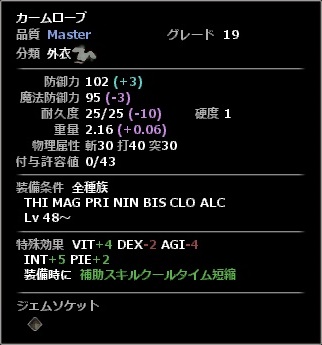 カームローブ
品質 Master グレード 19
分類 外衣
防御力 102 (+3)
魔法防御力 95 (-3)
耐久度 25/25 (-10) 硬度 1
重量 2.16 (+0.06)
物理属性 斬30 打40 突30
付与許容値 0/43
装備条件 全種族
THI MAG PRI NIN BIS CLO ALC
Lv 48～
特殊効果 VIT+4 DEX-2 AGI-4
INT+5 PIE+2
装備時に 補助スキルクールタイム短縮
ジェムソケット